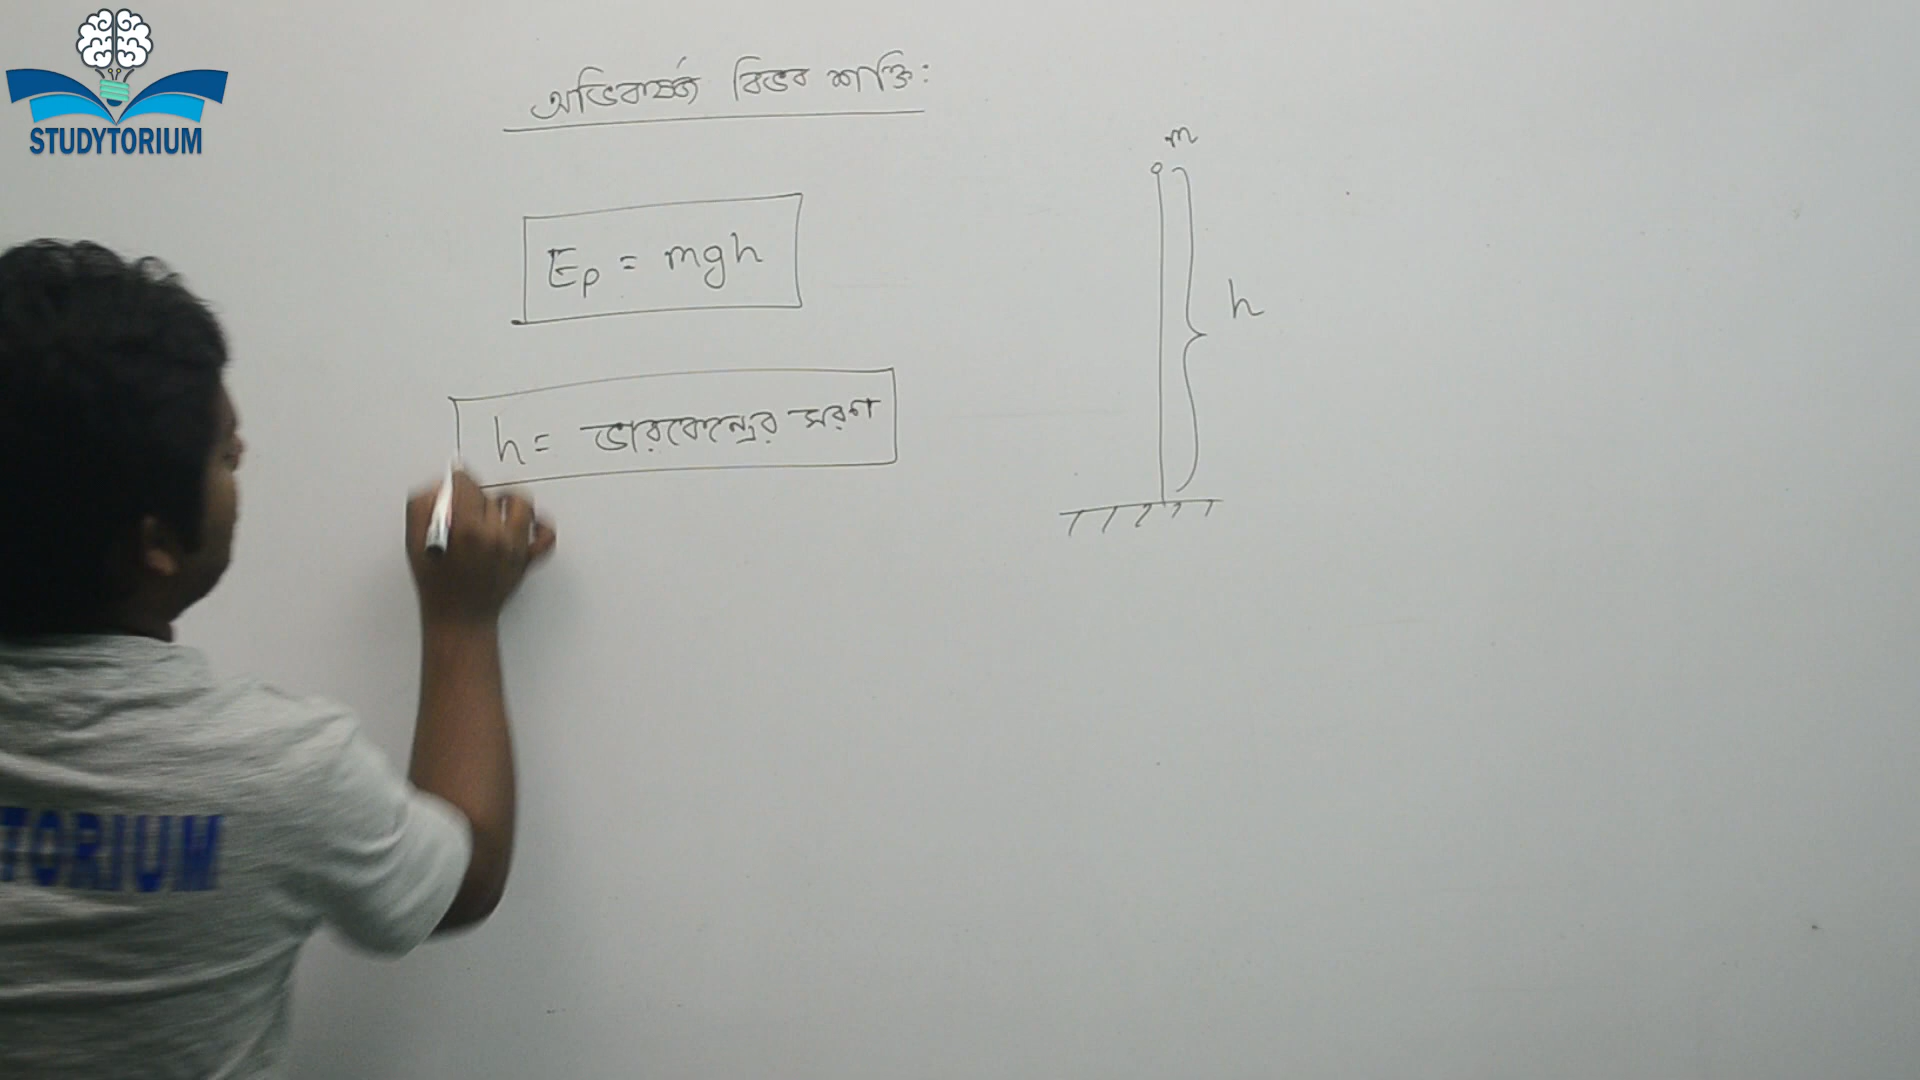 STUDYTORIUM
অভিকর্ষজ বিভব শক্তি:
m
Ep = mgh
h
h = ভারকেন্দ্রের সরণ
TORIUM